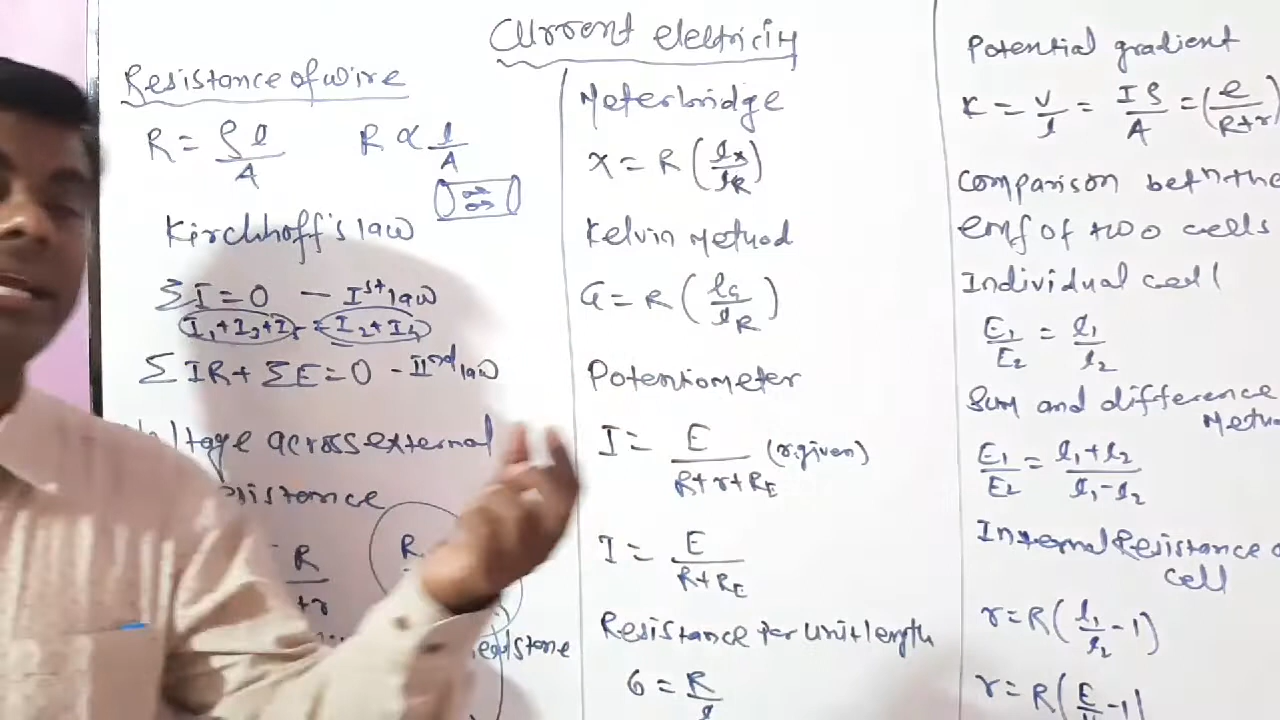 Current electricity
Resistance of wire
R = ρl/A    R ∝ l/A
Kirchhoff's law
ΣI = 0 – Ist law
I1+I3+I5 = I2+I4
ΣIR + ΣE = 0 – IInd law
across external
R
+r
R
Meterbridge
X = R (lx/lR)
Kelvin Method
G = R (lG/lR)
Potentiometer
I = E/(R+r+RE) (r.given)
I = E/(R+RE)
Resistance per unit length
σ = R/l
Potential gradient
K = V/l = Iρ/A = (e/R+r)
Comparison betn the
emf of two cells
Individual cell
E1/E2 = l1/l2
Sum and difference
E1/E2 = (l1+l2)/(l1-l2)
Internal Resistance
cell
r = R(l1/l2 - 1)
r = R(E/ -1)